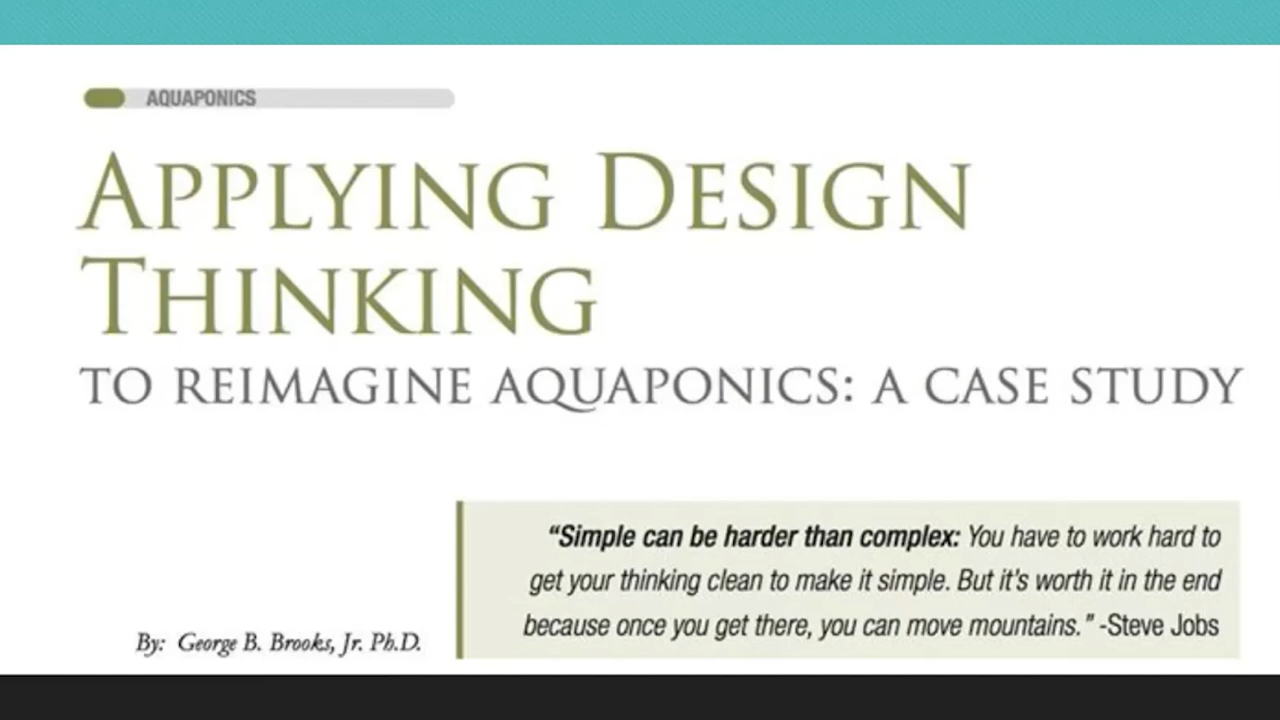 AQUAPONICS
APPLYING DESIGN
THINKING
TO REIMAGINE AQUAPONICS: A CASE STUDY
“Simple can be harder than complex: You have to work hard to
get your thinking clean to make it simple. But it’s worth it in the end
because once you get there, you can move mountains.” -Steve Jobs
By: George B. Brooks, Jr. Ph.D.